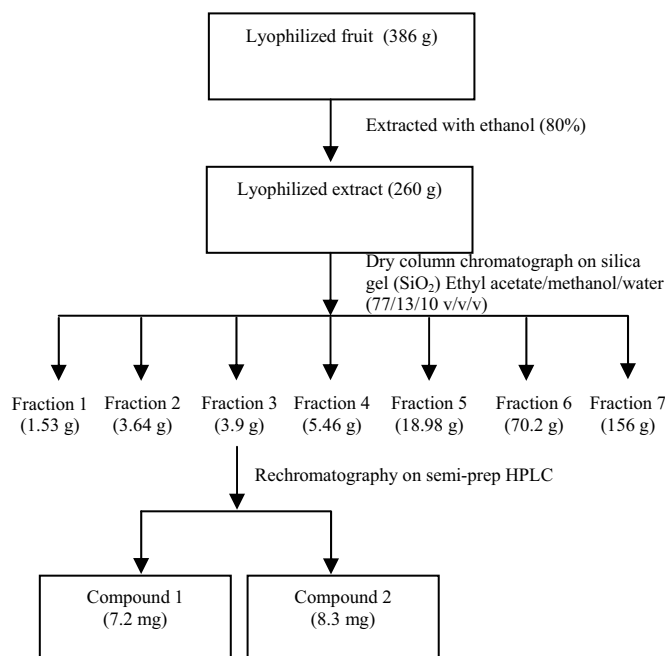 Lyophilized fruit (386 g)
Extracted with ethanol (80%)
Lyophilized extract (260 g)
Dry column chromatograph on silica
gel (SiO₂) Ethyl acetate/methanol/water
(77/13/10 v/v/v)
Fraction 1 Fraction 2 Fraction 3 Fraction 4 Fraction 5 Fraction 6 Fraction 7
(1.53 g) (3.64 g) (3.9 g) (5.46 g) (18.98 g) (70.2 g) (156 g)
Rechromatography on semi-prep HPLC
Compound 1 Compound 2
(7.2 mg) (8.3 mg)